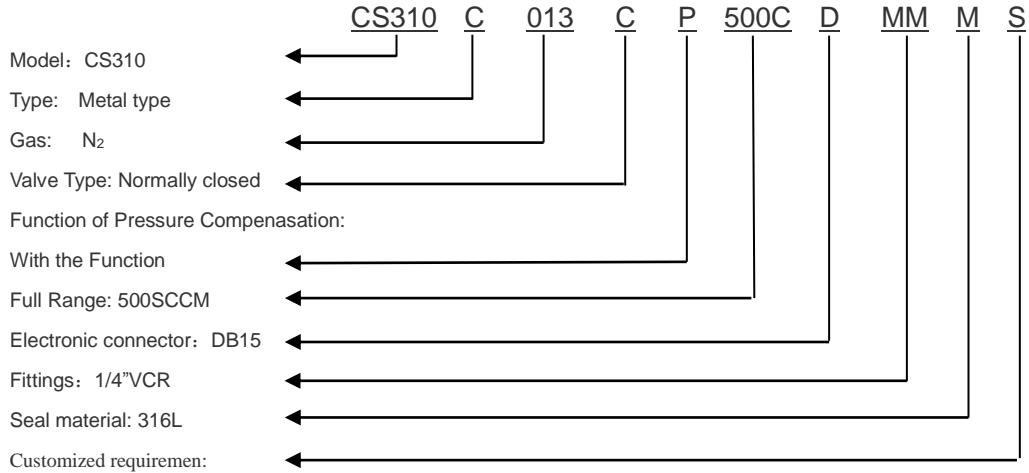 CS310 C 013 C P 500C D MM M S
Model：CS310
Type: Metal type
Gas: N₂
Valve Type: Normally closed
Function of Pressure Compenasation:
With the Function
Full Range: 500SCCM
Electronic connector：DB15
Fittings：1/4”VCR
Seal material: 316L
Customized requiremen: